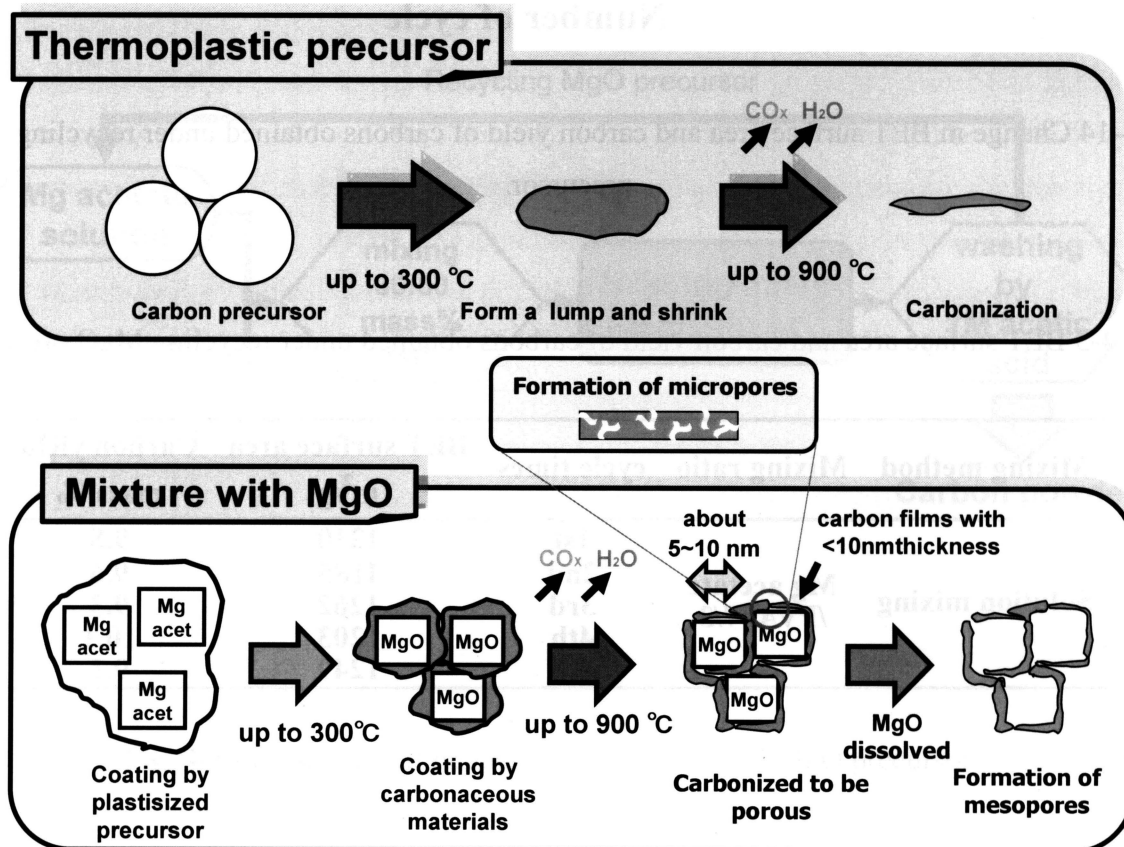 Thermoplastic precursor
COx H2O
up to 300 °C
up to 900 °C
Carbon precursor
Form a lump and shrink
Carbonization
Formation of micropores
Mixture with MgO
about
5~10 nm
carbon films with
<10nmthickness
COx H2O
Mg
acet
Mg
acet
Mg
acet
MgO
MgO
MgO
MgO
MgO
MgO
up to 300°C
up to 900 °C
MgO
dissolved
Coating by
plastisized
precursor
Coating by
carbonaceous
materials
Carbonized to be
porous
Formation of
mesopores